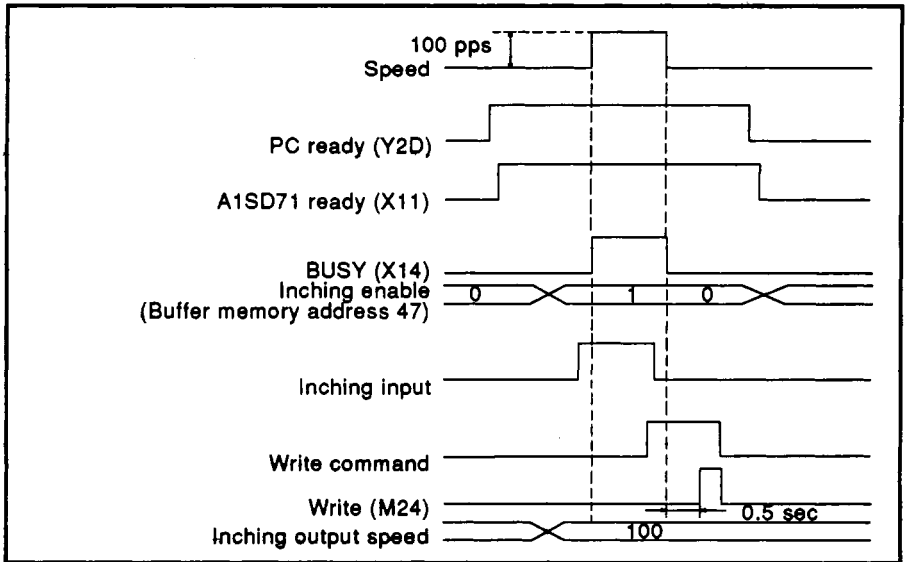 100 pps
Speed
PC ready (Y2D)
A1SD71 ready (X11)
BUSY (X14)
Inching enable
0 1 0
(Buffer memory address 47)
Inching input
Write command
Write (M24)
0.5 sec
Inching output speed
100